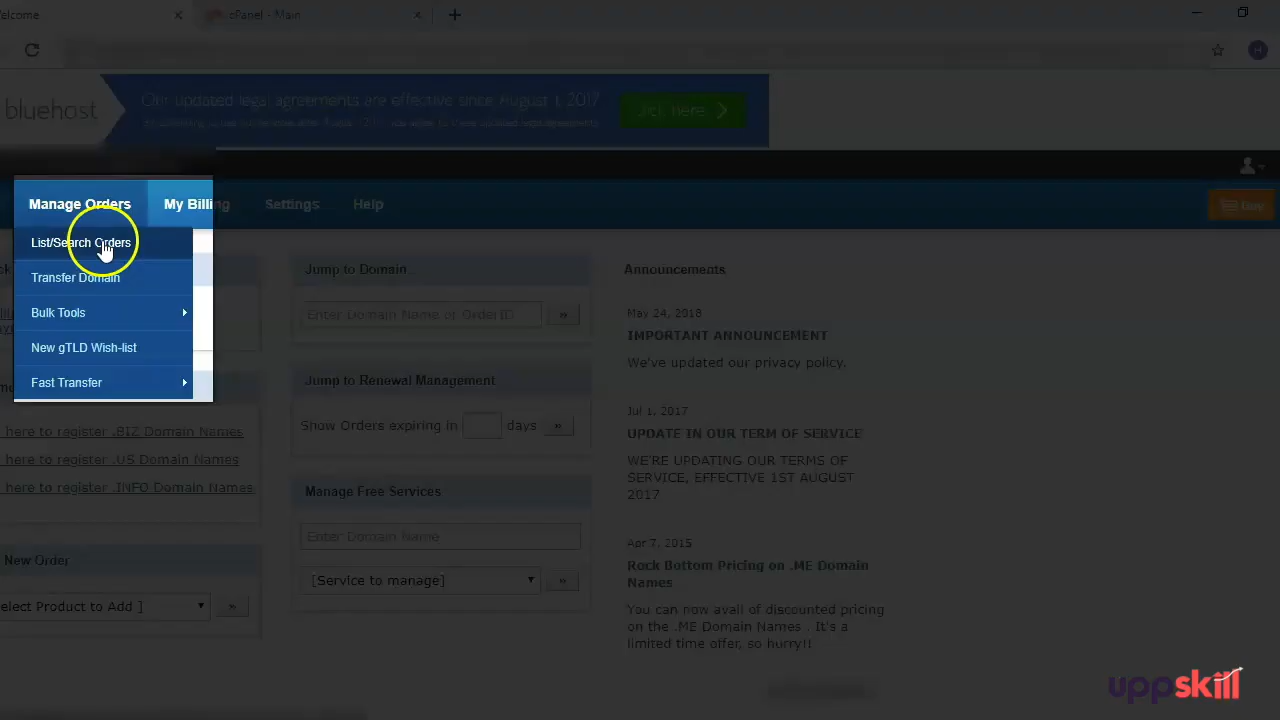 elcome
cPanel - Main
bluehost
Our updated legal agreements are effective since August 1, 2017
click here
Manage Orders
My Billing
Settings
Help
Buy
List/Search Orders
Transfer Domain
Bulk Tools
New gTLD Wish-list
Fast Transfer
here to register .BIZ Domain Names
here to register .US Domain Names
here to register .INFO Domain Names
New Order
elect Product to Add ]
»
Jump to Domain...
Enter Domain Name or OrderID
»
Jump to Renewal Management
Show Orders expiring in
days
»
Manage Free Services
Enter Domain Name
[Service to manage]
»
Announcements
May 24, 2018
IMPORTANT ANNOUNCEMENT
We've updated our privacy policy.
Jul 1, 2017
UPDATE IN OUR TERM OF SERVICE
WE'RE UPDATING OUR TERMS OF
SERVICE, EFFECTIVE 1ST AUGUST
2017
Apr 7, 2015
Rock Bottom Pricing on .ME Domain
Names
You can now avail of discounted pricing
on the .ME Domain Names . It's a
limited time offer, so hurry!!
H
uppskill